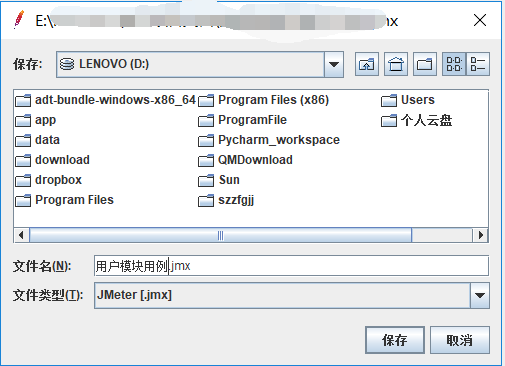 E:\
mx
保存:
LENOVO (D:)
adt-bundle-windows-x86_64
Program Files (x86)
Users
app
ProgramFile
个人云盘
data
Pycharm_workspace
download
QMDownload
dropbox
Sun
Program Files
szzfgjj
文件名(N):
用户模块用例.jmx
文件类型(T):
JMeter [.jmx]
保存
取消